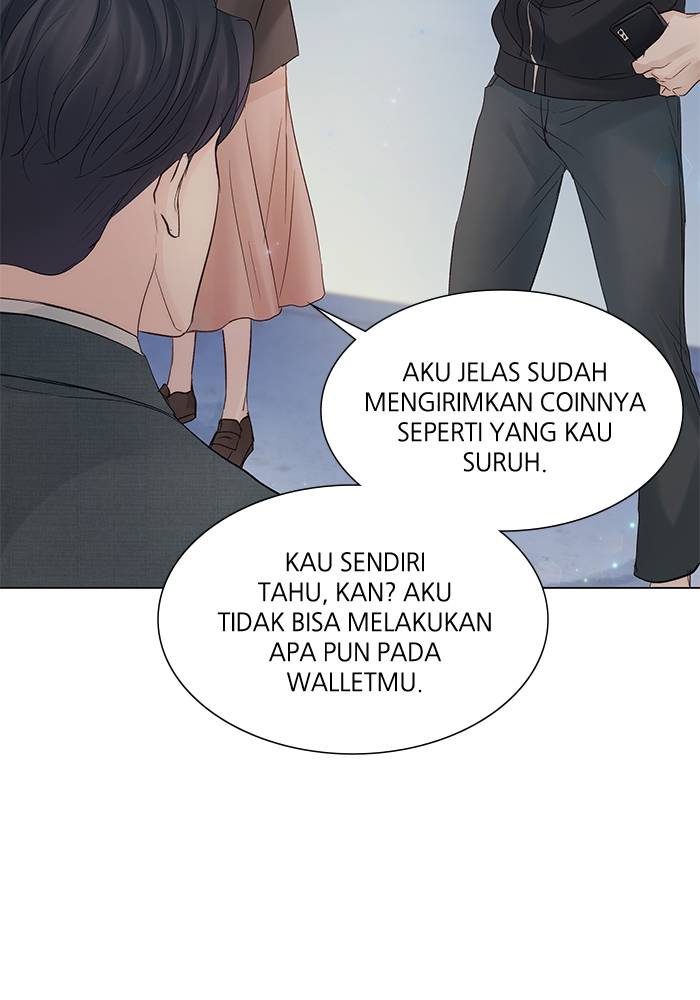 AKU JELAS SUDAH
MENGIRIMKAN COINNYA
SEPERTI YANG KAU
SURUH.
KAU SENDIRI
TAHU, KAN? AKU
TIDAK BISA MELAKUKAN
APA PUN PADA
WALLETMU.